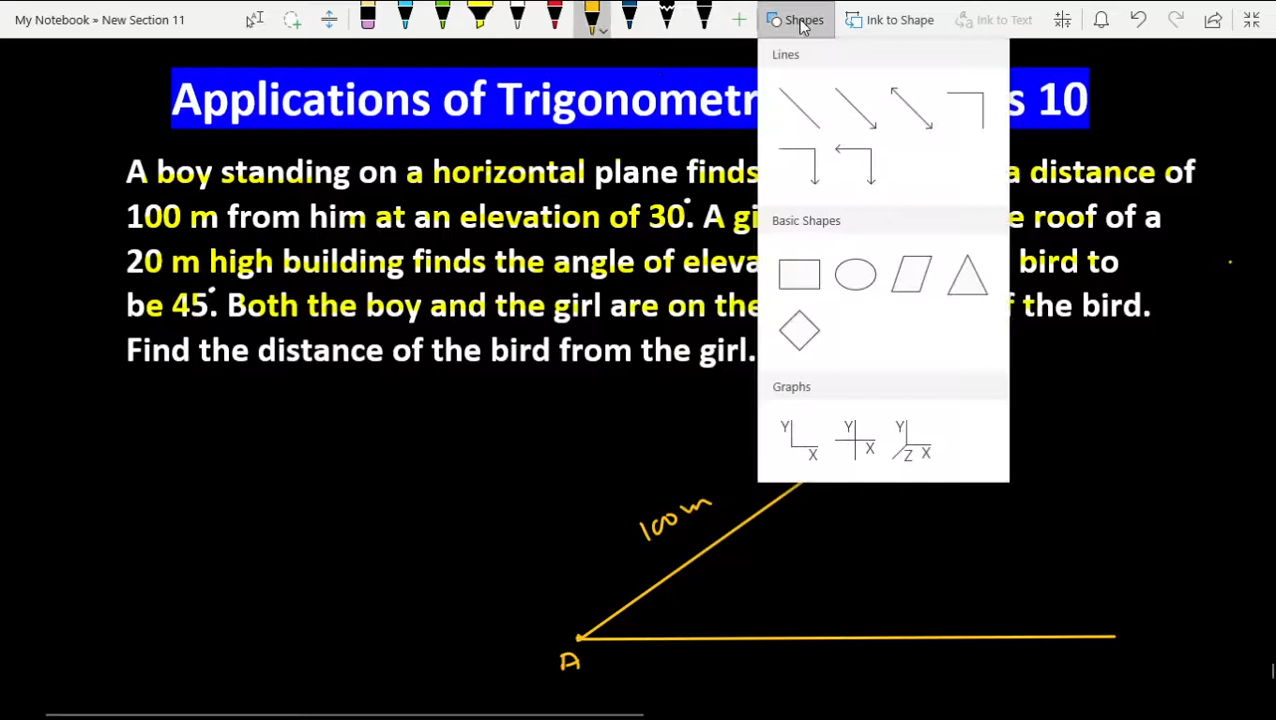 My Notebook » New Section 11
Shapes
Ink to Shape
Ink to Text
Lines
Applications of Trigonometr s 10
A boy standing on a horizontal plane finds a distance of
100 m from him at an elevation of 30°. A gi e roof of a
20 m high building finds the angle of eleva bird to
be 45°. Both the boy and the girl are on the f the bird.
Find the distance of the bird from the girl.
Basic Shapes
Graphs
Y X
Y X
Y Z X
100 m
A